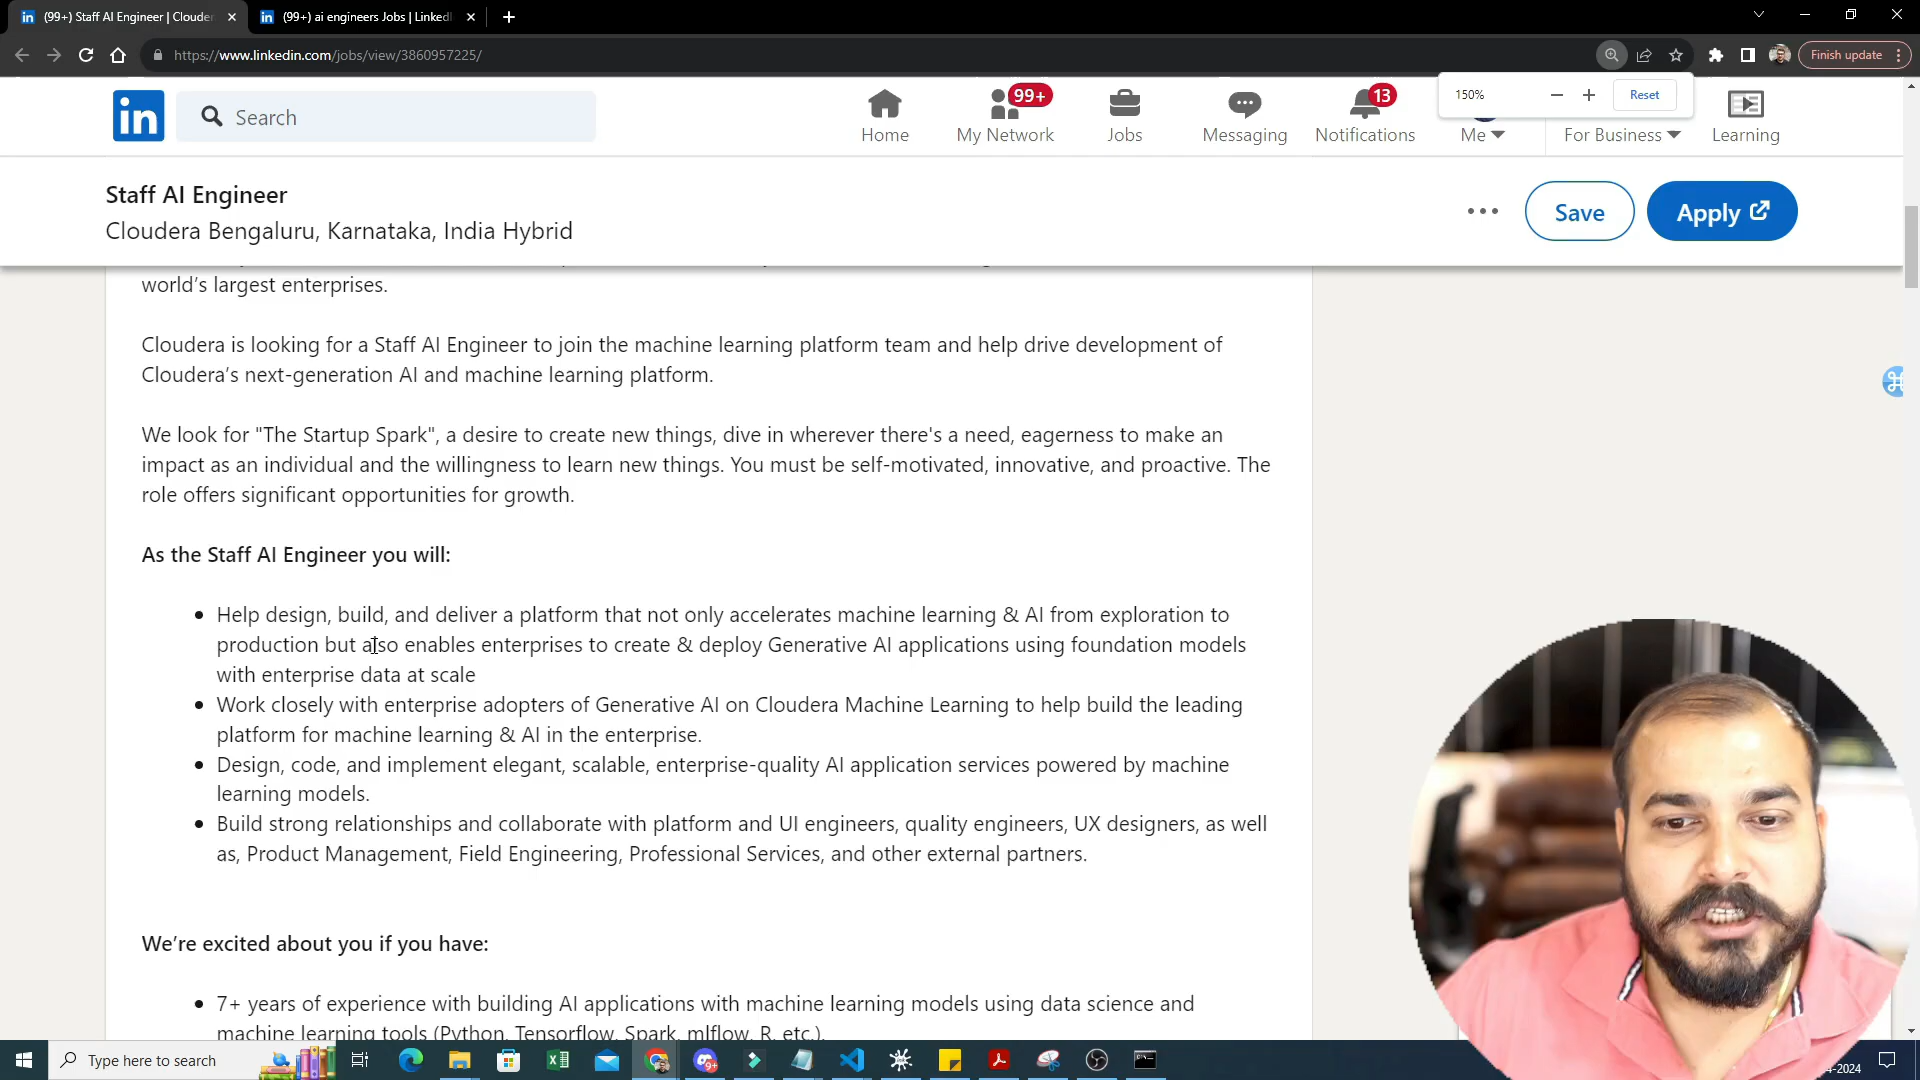 (99+) Staff AI Engineer | Cloude
(99+) ai engineers Jobs | LinkedI
https://www.linkedin.com/jobs/view/3860957225/
Finish update
150%
Reset
in
Search
99+
13
Home
My Network
Jobs
Messaging
Notifications
Me
For Business
Learning
Staff AI Engineer
Cloudera Bengaluru, Karnataka, India Hybrid
Save
Apply
world’s largest enterprises.
Cloudera is looking for a Staff AI Engineer to join the machine learning platform team and help drive development of
Cloudera’s next-generation AI and machine learning platform.
We look for "The Startup Spark", a desire to create new things, dive in wherever there's a need, eagerness to make an
impact as an individual and the willingness to learn new things. You must be self-motivated, innovative, and proactive. The
role offers significant opportunities for growth.
As the Staff AI Engineer you will:
• Help design, build, and deliver a platform that not only accelerates machine learning & AI from exploration to
production but also enables enterprises to create & deploy Generative AI applications using foundation models
with enterprise data at scale
• Work closely with enterprise adopters of Generative AI on Cloudera Machine Learning to help build the leading
platform for machine learning & AI in the enterprise.
• Design, code, and implement elegant, scalable, enterprise-quality AI application services powered by machine
learning models.
• Build strong relationships and collaborate with platform and UI engineers, quality engineers, UX designers, as well
as, Product Management, Field Engineering, Professional Services, and other external partners.
We’re excited about you if you have:
• 7+ years of experience with building AI applications with machine learning models using data science and
machine learning tools (Python, Tensorflow, Spark, mlflow, R, etc.).
Type here to search
4-2024